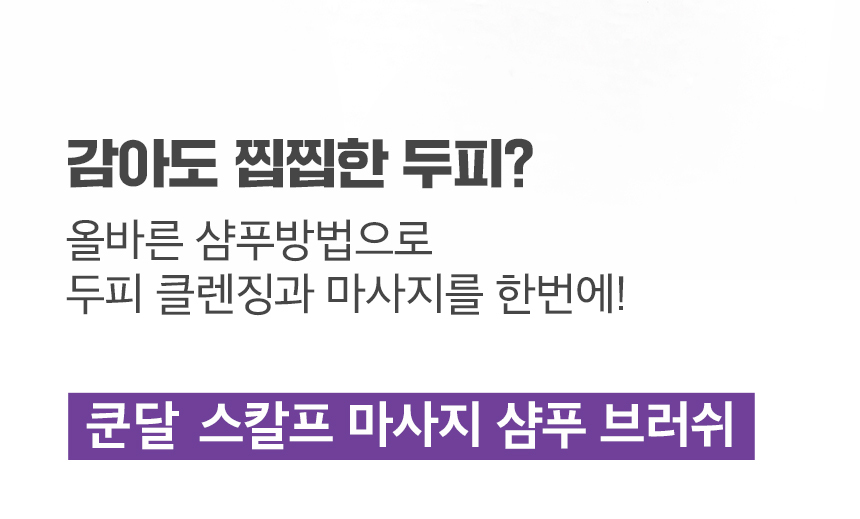 감아도 찝찝한 두피?
올바른 샴푸방법으로
두피 클렌징과 마사지를 한번에!
쿤달 스칼프 마사지 샴푸 브러쉬